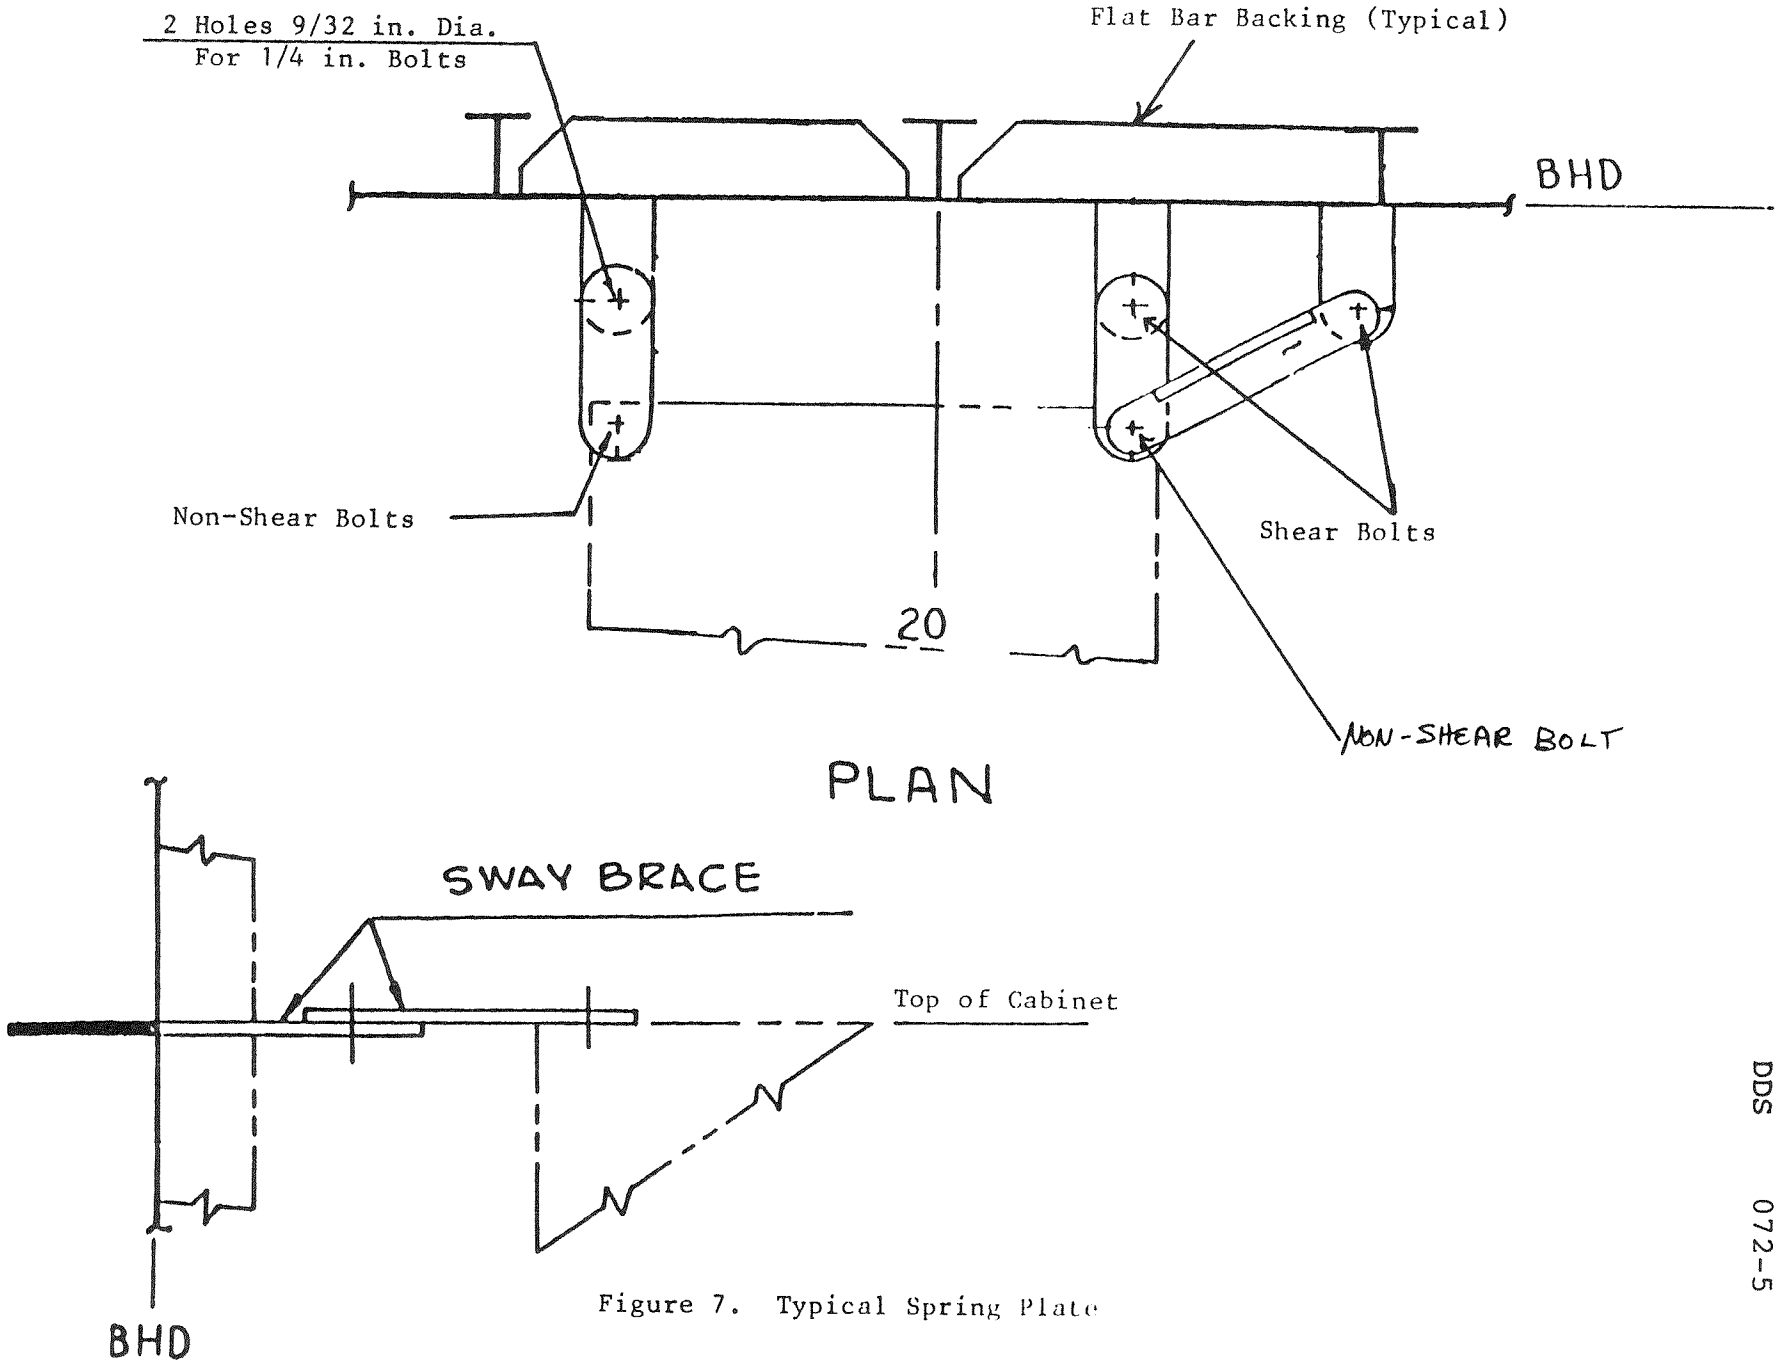 2 Holes 9/32 in. Dia.
For 1/4 in. Bolts
Flat Bar Backing (Typical)
BHD
Non-Shear Bolts
Shear Bolts
20
NON-SHEAR BOLT
PLAN
SWAY BRACE
Top of Cabinet
DDS 072-5
Figure 7. Typical Spring Plate
BHD